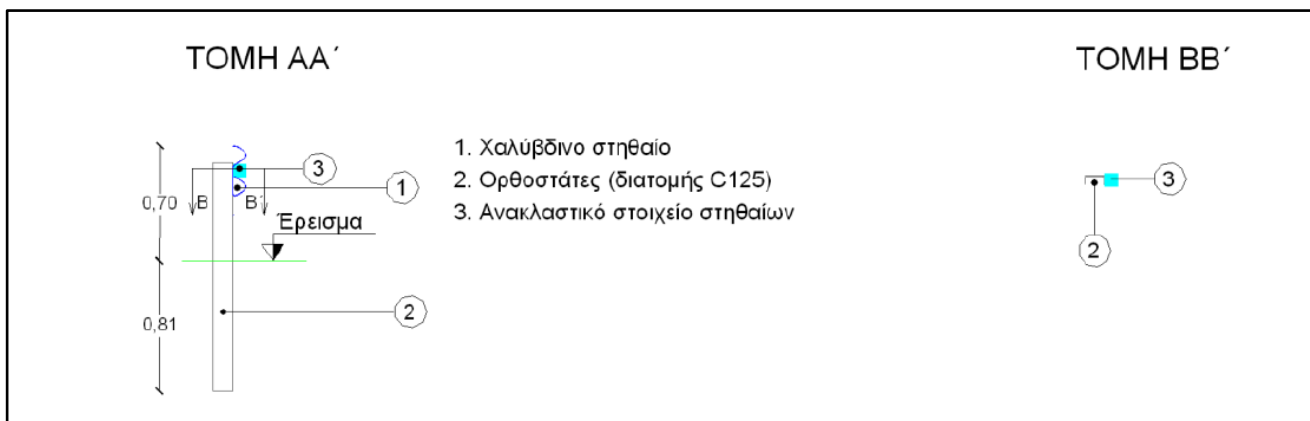 ΤΟΜΗ ΑΑ΄
ΤΟΜΗ ΒΒ΄
1. Χαλύβδινο στηθαίο
2. Ορθοστάτες (διατομής C125)
3. Ανακλαστικό στοιχείο στηθαίων
3
1
0,70
Β
Β΄
Έρεισμα
2
0,81
3
2